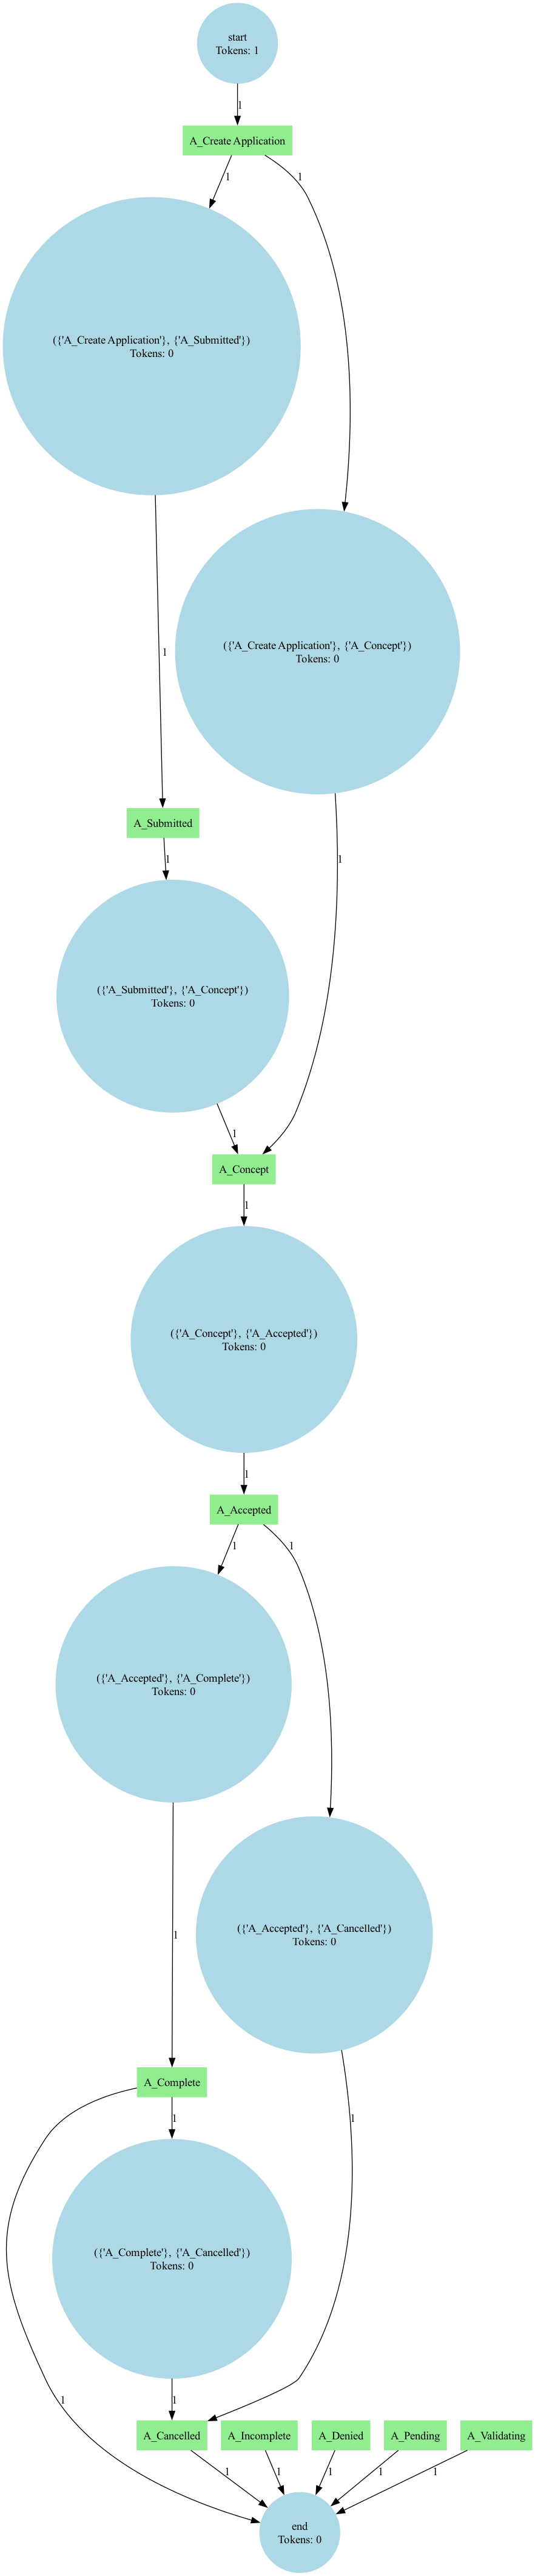 start
Tokens: 1
1
A_Create Application
1
1
({'A_Create Application'}, {'A_Submitted'})
Tokens: 0
({'A_Create Application'}, {'A_Concept'})
Tokens: 0
1
A_Submitted
1
1
({'A_Submitted'}, {'A_Concept'})
Tokens: 0
1
A_Concept
1
({'A_Concept'}, {'A_Accepted'})
Tokens: 0
1
A_Accepted
1
1
({'A_Accepted'}, {'A_Complete'})
Tokens: 0
({'A_Accepted'}, {'A_Cancelled'})
Tokens: 0
1
A_Complete
1
1
({'A_Complete'}, {'A_Cancelled'})
Tokens: 0
1
1
A_Cancelled
A_Incomplete
A_Denied
A_Pending
A_Validating
1
1
1
1
1
end
Tokens: 0